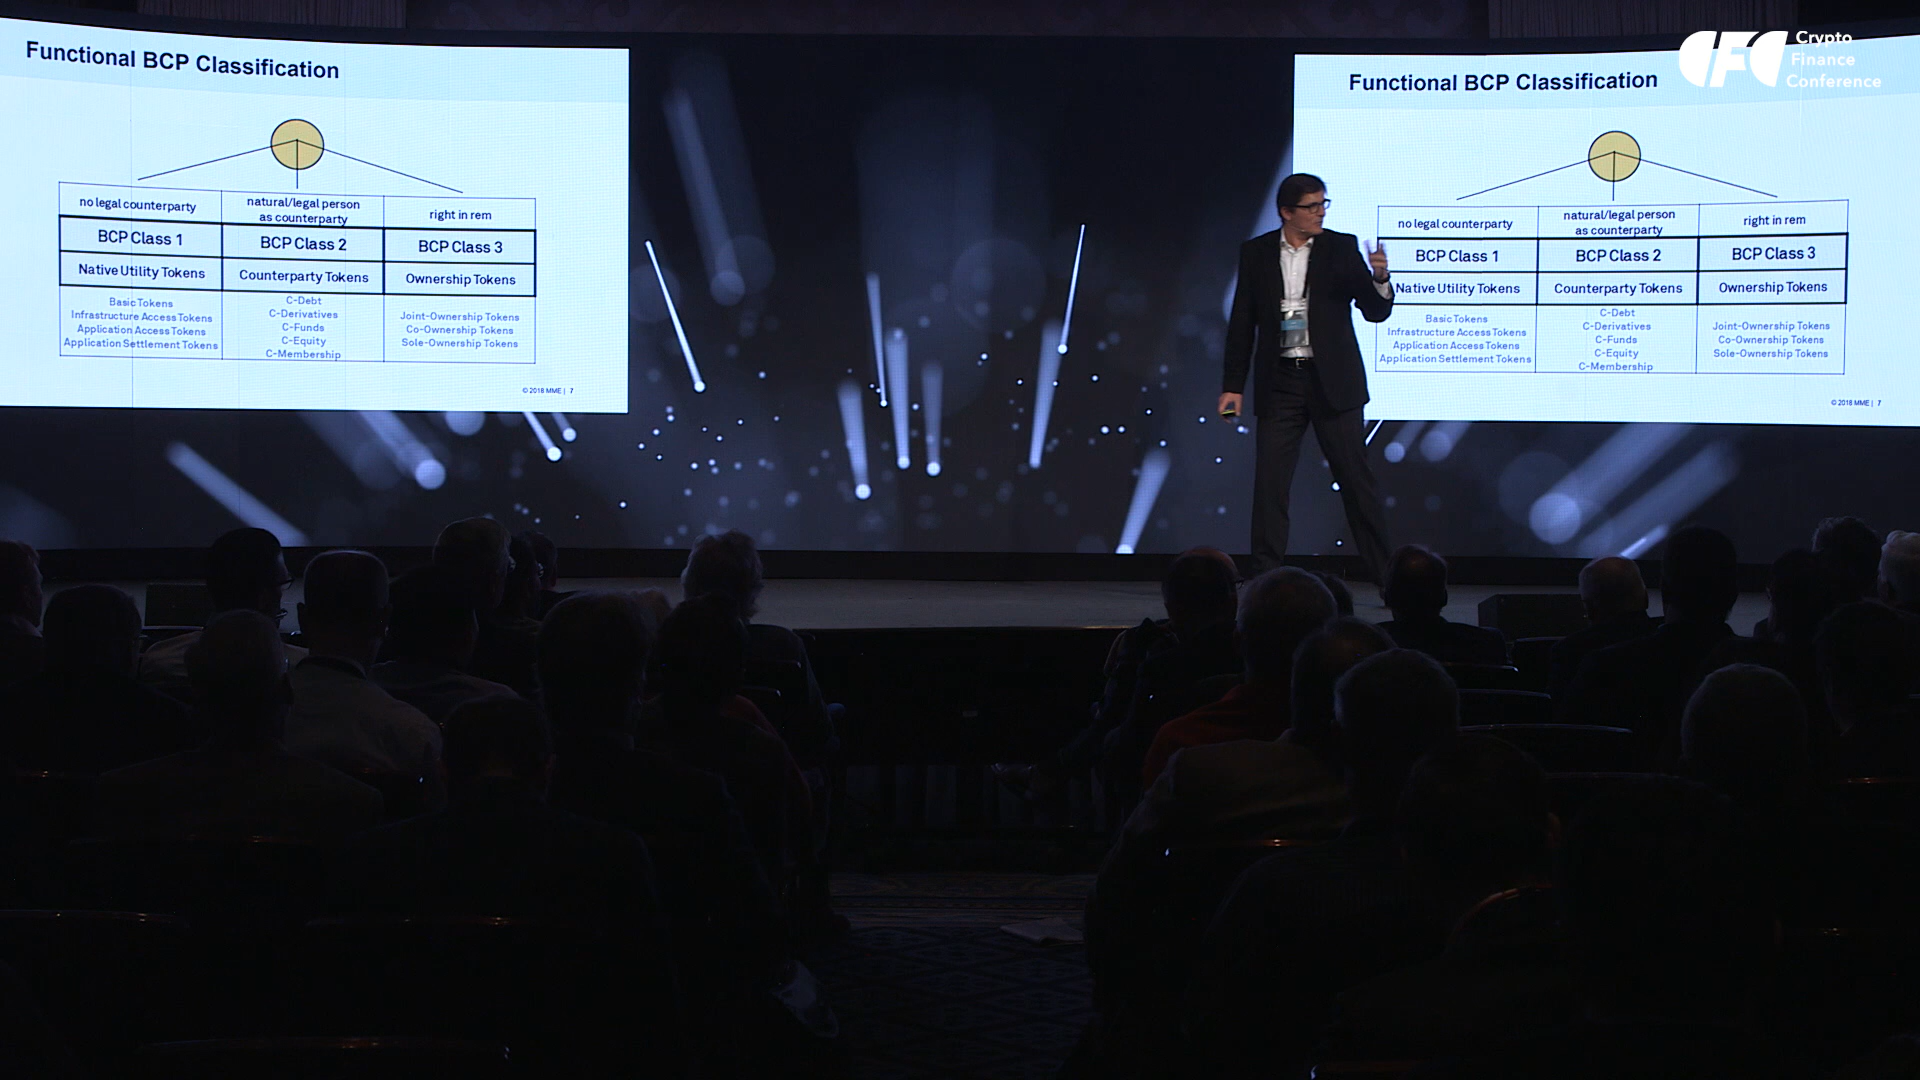 Functional BCP Classification
no legal counterparty
natural/legal person
as counterparty
right in rem
BCP Class 1
BCP Class 2
BCP Class 3
Native Utility Tokens
Counterparty Tokens
Ownership Tokens
Basic Tokens
Infrastructure Access Tokens
Application Access Tokens
Application Settlement Tokens
C-Debt
C-Derivatives
C-Funds
C-Equity
C-Membership
Joint-Ownership Tokens
Co-Ownership Tokens
Sole-Ownership Tokens
© 2018 MME | 7
CFC
Crypto
Finance
Conference
Functional BCP Classification
no legal counterparty
natural/legal person
as counterparty
right in rem
BCP Class 1
BCP Class 2
BCP Class 3
Native Utility Tokens
Counterparty Tokens
Ownership Tokens
Basic Tokens
Infrastructure Access Tokens
Application Access Tokens
Application Settlement Tokens
C-Debt
C-Derivatives
C-Funds
C-Equity
C-Membership
Joint-Ownership Tokens
Co-Ownership Tokens
Sole-Ownership Tokens
© 2018 MME | 7